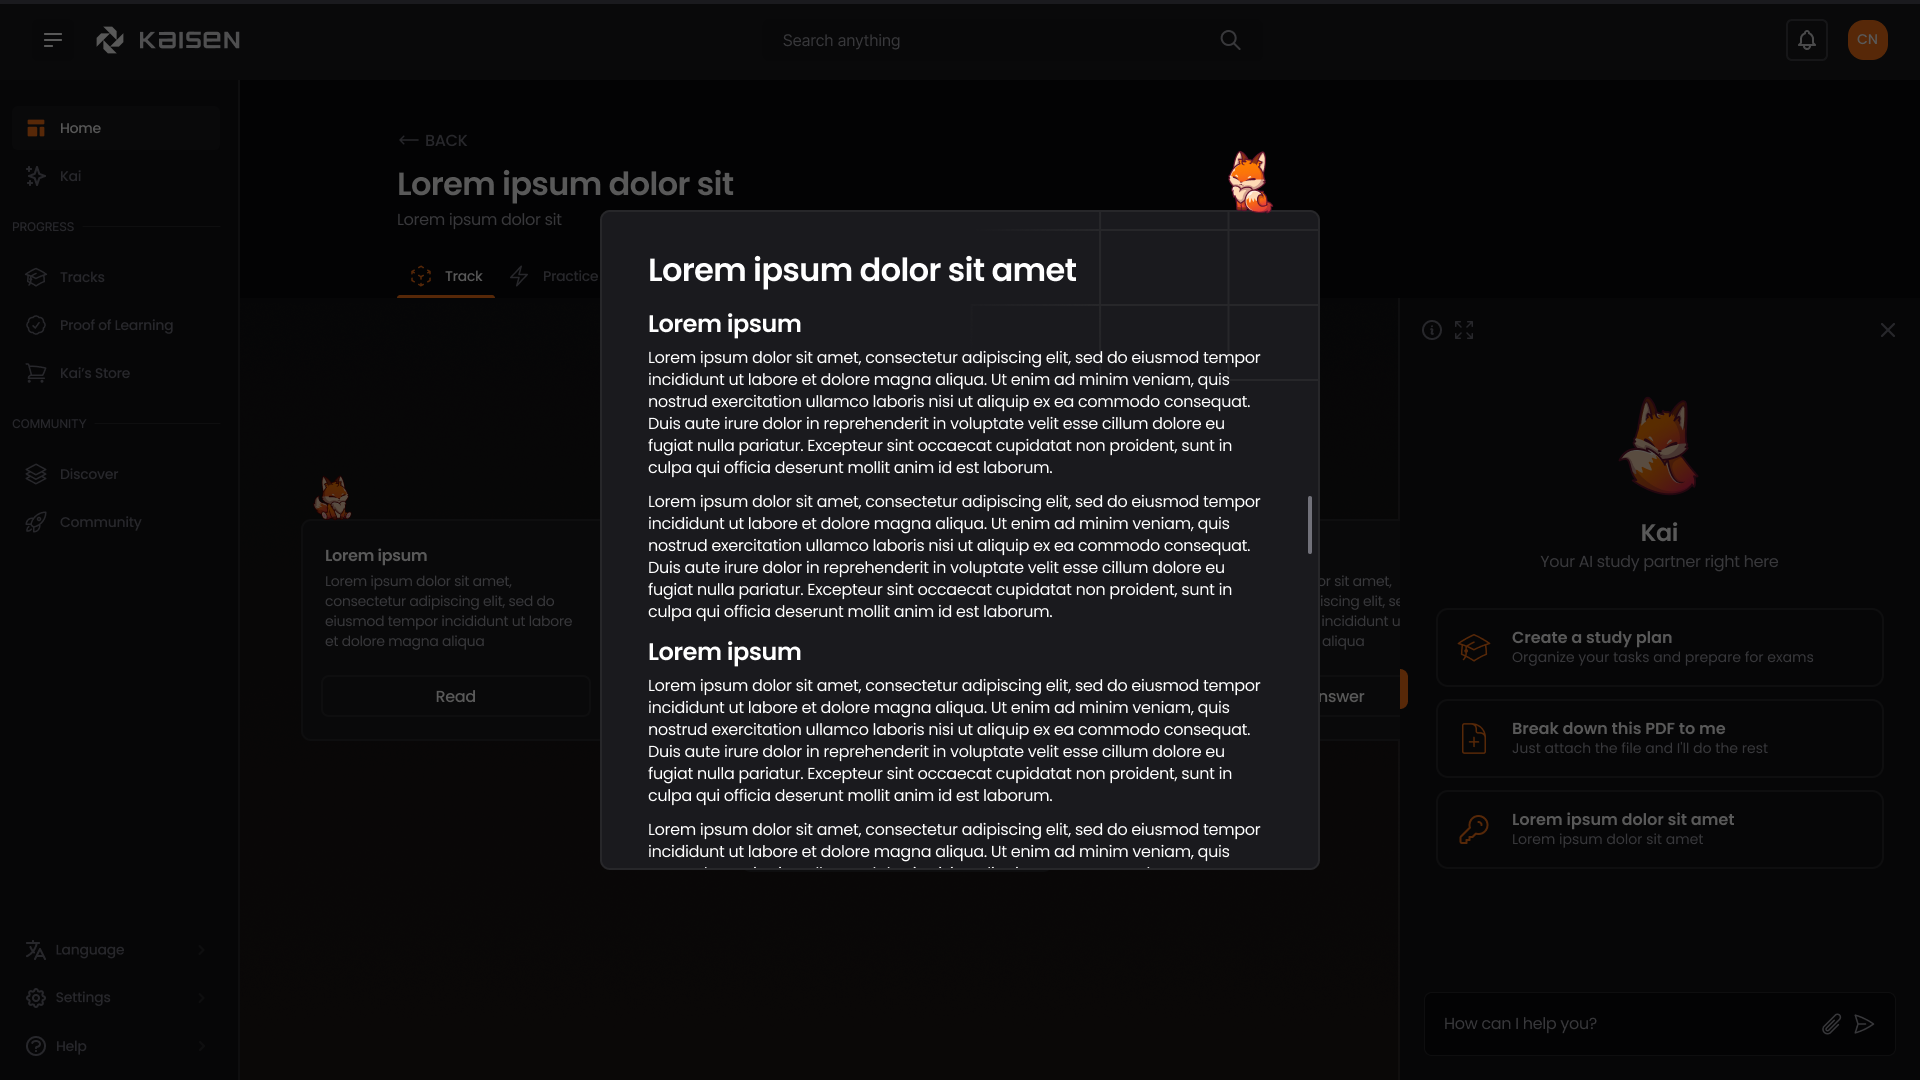 KAISEN
Search anything
CN
Home
Kai
PROGRESS
Tracks
Proof of Learning
Kai's Store
COMMUNITY
Discover
Community
Language
Settings
Help
BACK
Lorem ipsum dolor sit
Lorem ipsum dolor sit
Track
Practice
Lorem ipsum
Lorem ipsum dolor sit amet,
consectetur adipiscing elit, sed do
eiusmod tempor incididunt ut labore
et dolore magna aliqua
Read
Lorem ipsum dolor sit amet
Lorem ipsum
Lorem ipsum dolor sit amet, consectetur adipiscing elit, sed do eiusmod tempor
incididunt ut labore et dolore magna aliqua. Ut enim ad minim veniam, quis
nostrud exercitation ullamco laboris nisi ut aliquip ex ea commodo consequat.
Duis aute irure dolor in reprehenderit in voluptate velit esse cillum dolore eu
fugiat nulla pariatur. Excepteur sint occaecat cupidatat non proident, sunt in
culpa qui officia deserunt mollit anim id est laborum.
Lorem ipsum dolor sit amet, consectetur adipiscing elit, sed do eiusmod tempor
incididunt ut labore et dolore magna aliqua. Ut enim ad minim veniam, quis
nostrud exercitation ullamco laboris nisi ut aliquip ex ea commodo consequat.
Duis aute irure dolor in reprehenderit in voluptate velit esse cillum dolore eu
fugiat nulla pariatur. Excepteur sint occaecat cupidatat non proident, sunt in
culpa qui officia deserunt mollit anim id est laborum.
Lorem ipsum
Lorem ipsum dolor sit amet, consectetur adipiscing elit, sed do eiusmod tempor
incididunt ut labore et dolore magna aliqua. Ut enim ad minim veniam, quis
nostrud exercitation ullamco laboris nisi ut aliquip ex ea commodo consequat.
Duis aute irure dolor in reprehenderit in voluptate velit esse cillum dolore eu
fugiat nulla pariatur. Excepteur sint occaecat cupidatat non proident, sunt in
culpa qui officia deserunt mollit anim id est laborum.
Lorem ipsum dolor sit amet, consectetur adipiscing elit, sed do eiusmod tempor
incididunt ut labore et dolore magna aliqua. Ut enim ad minim veniam, quis
sit amet,
incididunt u
aliqua
nswer
Kai
Your AI study partner right here
Create a study plan
Organize your tasks and prepare for exams
Break down this PDF to me
Just attach the file and I'll do the rest
Lorem ipsum dolor sit amet
Lorem ipsum dolor sit amet
How can I help you?